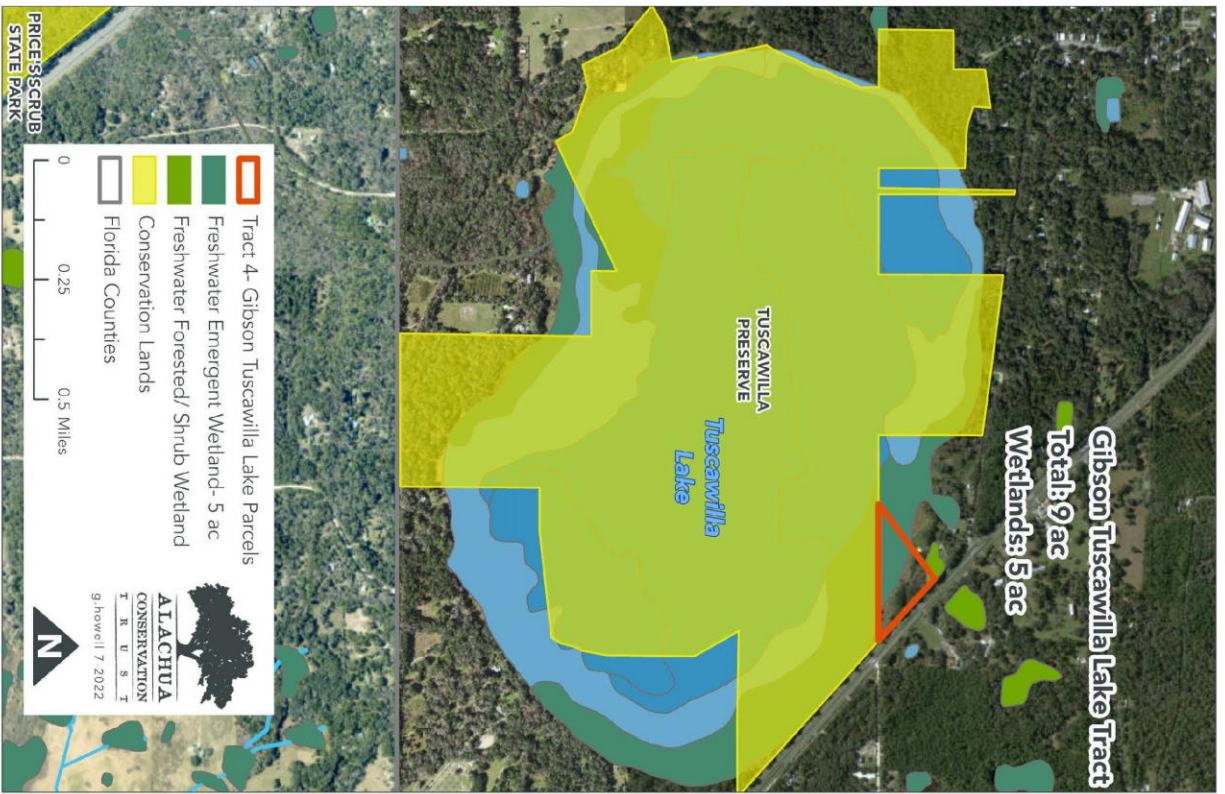 Gibson Tuscawilla Lake Tract
Total: 9 ac
Wetlands: 5 ac
TUSCAWILLA
PRESERVE
Tuscawilla
Lake
PRICE'S SCRUB
STATE PARK
Tract 4- Gibson Tuscawilla Lake Parcels
Freshwater Emergent Wetland- 5 ac
Freshwater Forested/ Shrub Wetland
Conservation Lands
Florida Counties
0 0.25 0.5 Miles
ALACHUA
CONSERVATION
TRUST
g.howell 7.2022
N